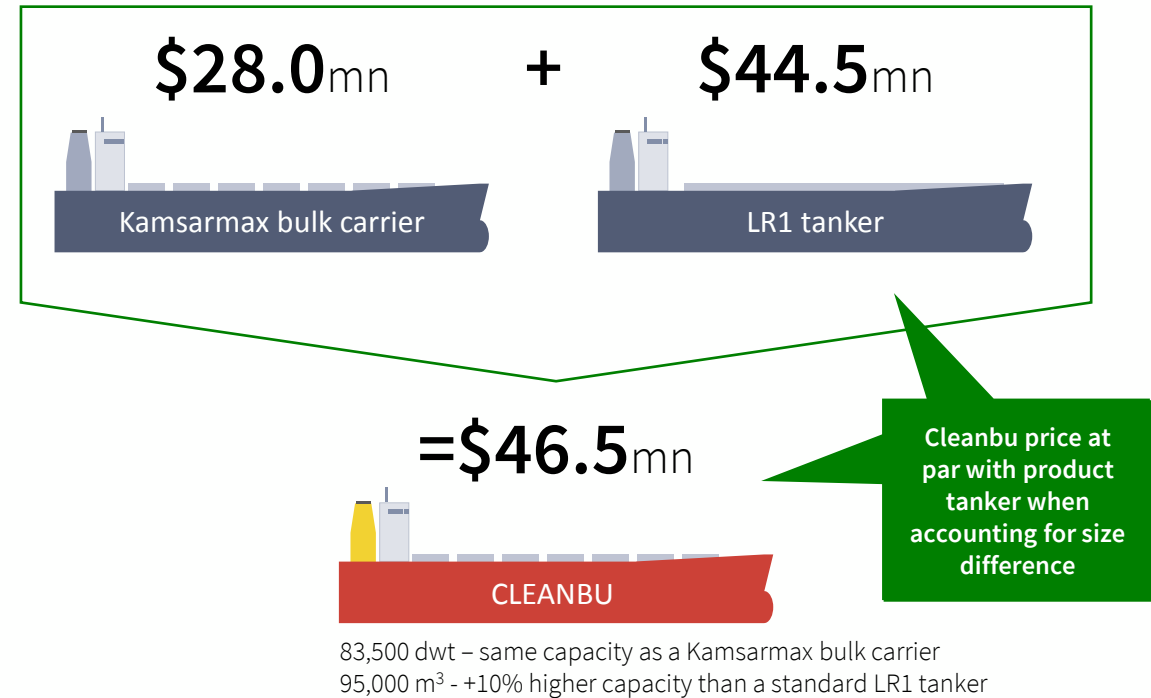 $28.0mn + $44.5mn
Kamsarmax bulk carrier
LR1 tanker
=$46.5mn
Cleanbu price at
par with product
tanker when
accounting for size
difference
CLEANBU
83,500 dwt – same capacity as a Kamsarmax bulk carrier
95,000 m³ - +10% higher capacity than a standard LR1 tanker